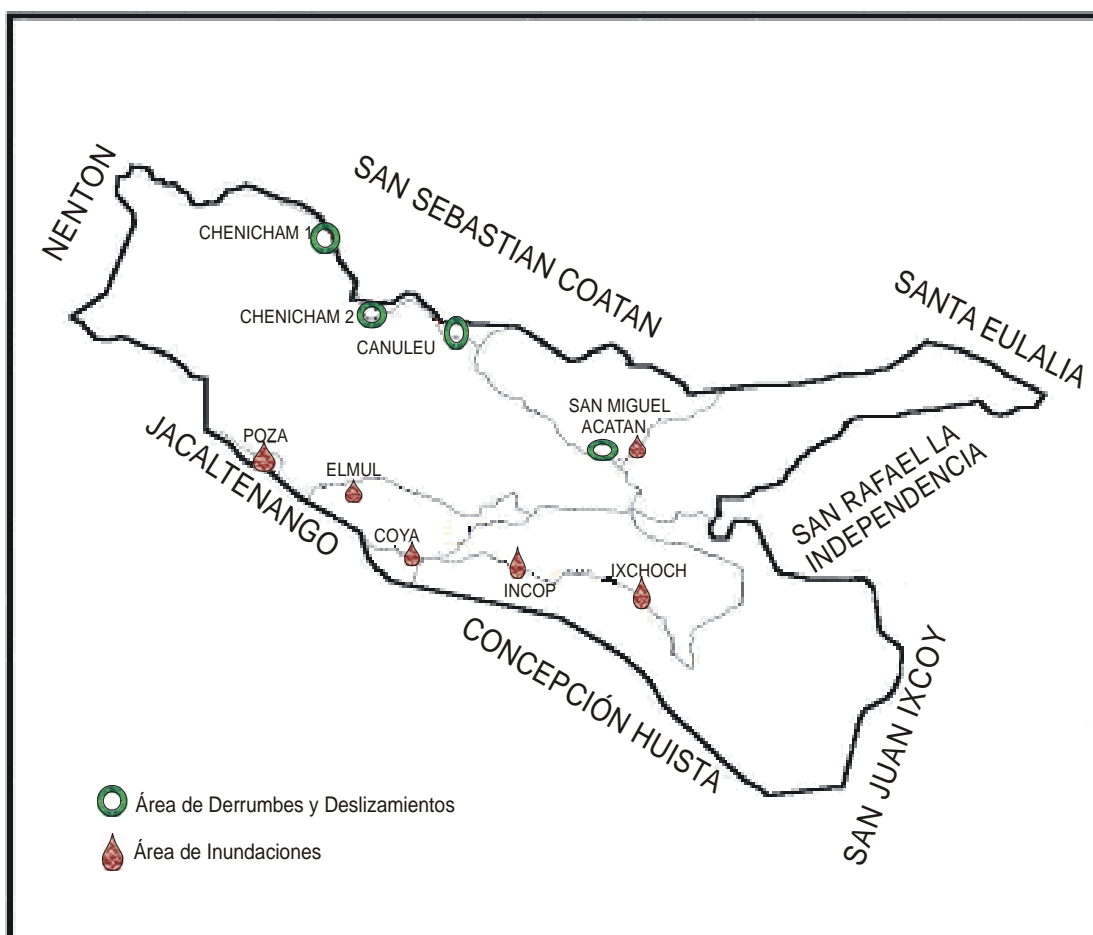 NENTON
SAN SEBASTIAN COATAN
CHENICHAM 1
SANTA EULALIA
CHENICHAM 2
CANULEU
SAN MIGUEL
ACATAN
JACALTENANGO
POZA
SAN RAFAEL LA
INDEPENDENCIA
ELMUL
COYA
INCOP
IXCHOCH
CONCEPCIÓN HUISTA
SAN JUAN IXCOY
Área de Derrumbes y Deslizamientos
Área de Inundaciones